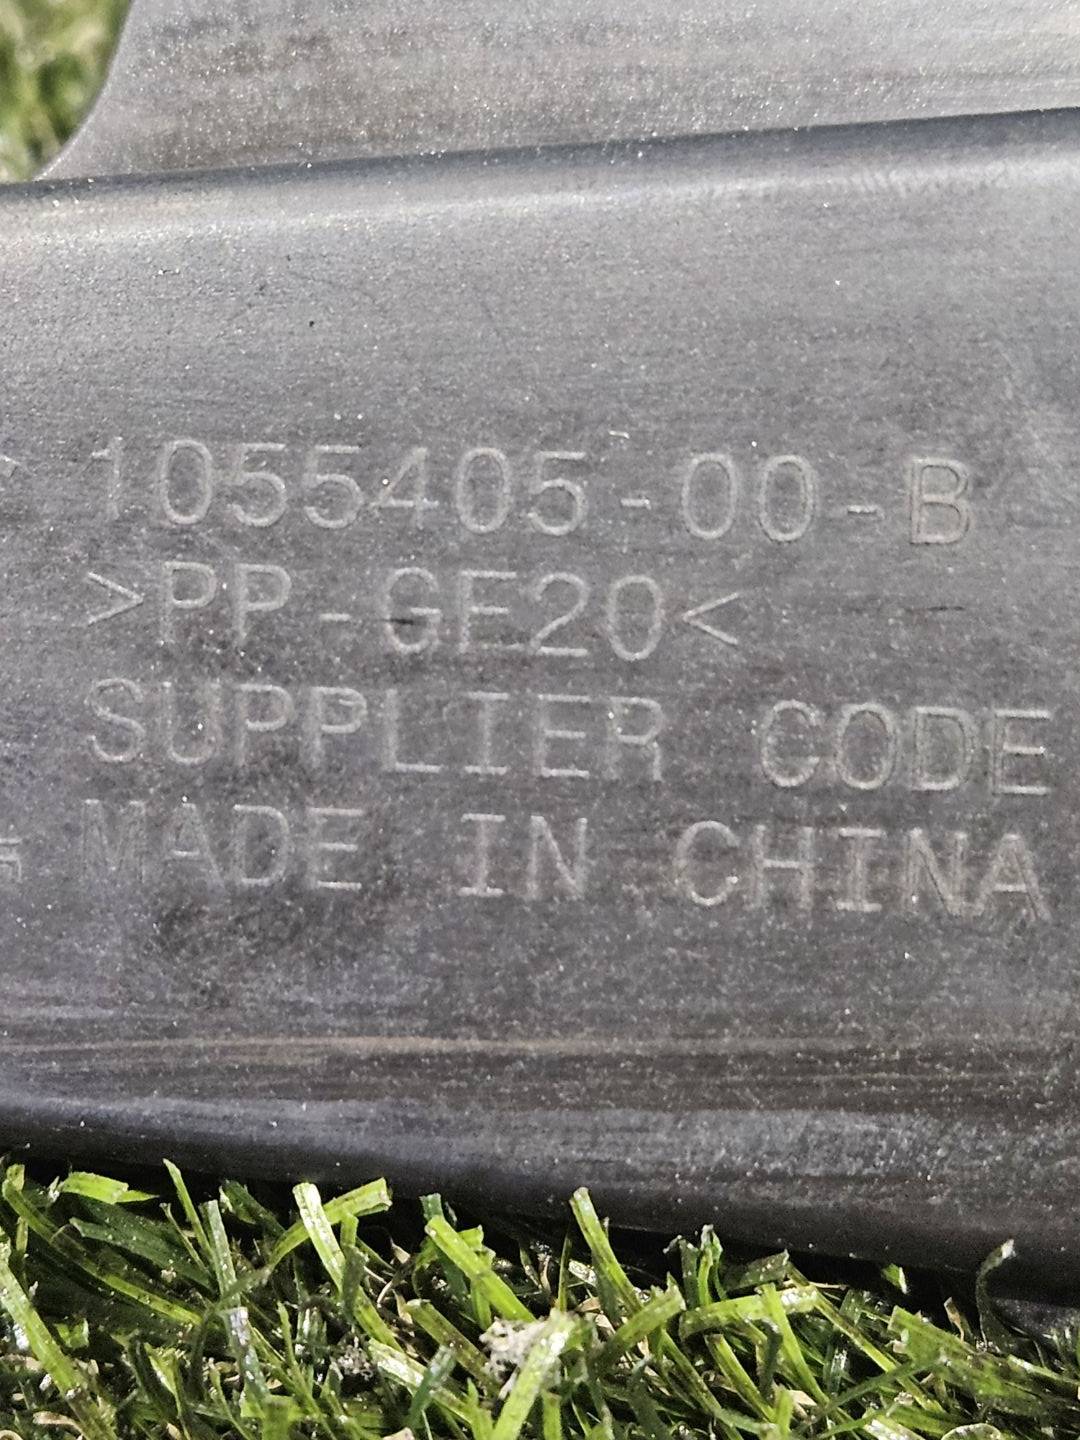 1055405-00-B
>PP-GF20<
SUPPLIER CODE
MADE IN CHINA